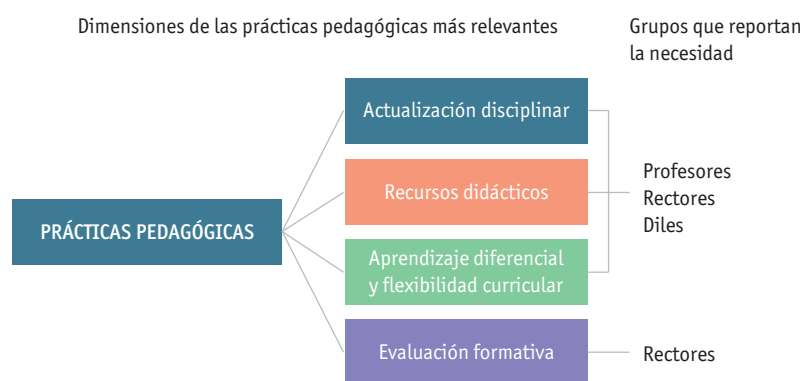 Dimensiones de las prácticas pedagógicas más relevantes
Grupos que reportan
la necesidad
PRÁCTICAS PEDAGÓGICAS
Actualización disciplinar
Recursos didácticos
Aprendizaje diferencial
y flexibilidad curricular
Evaluación formativa
Profesores
Rectores
Diles
Rectores